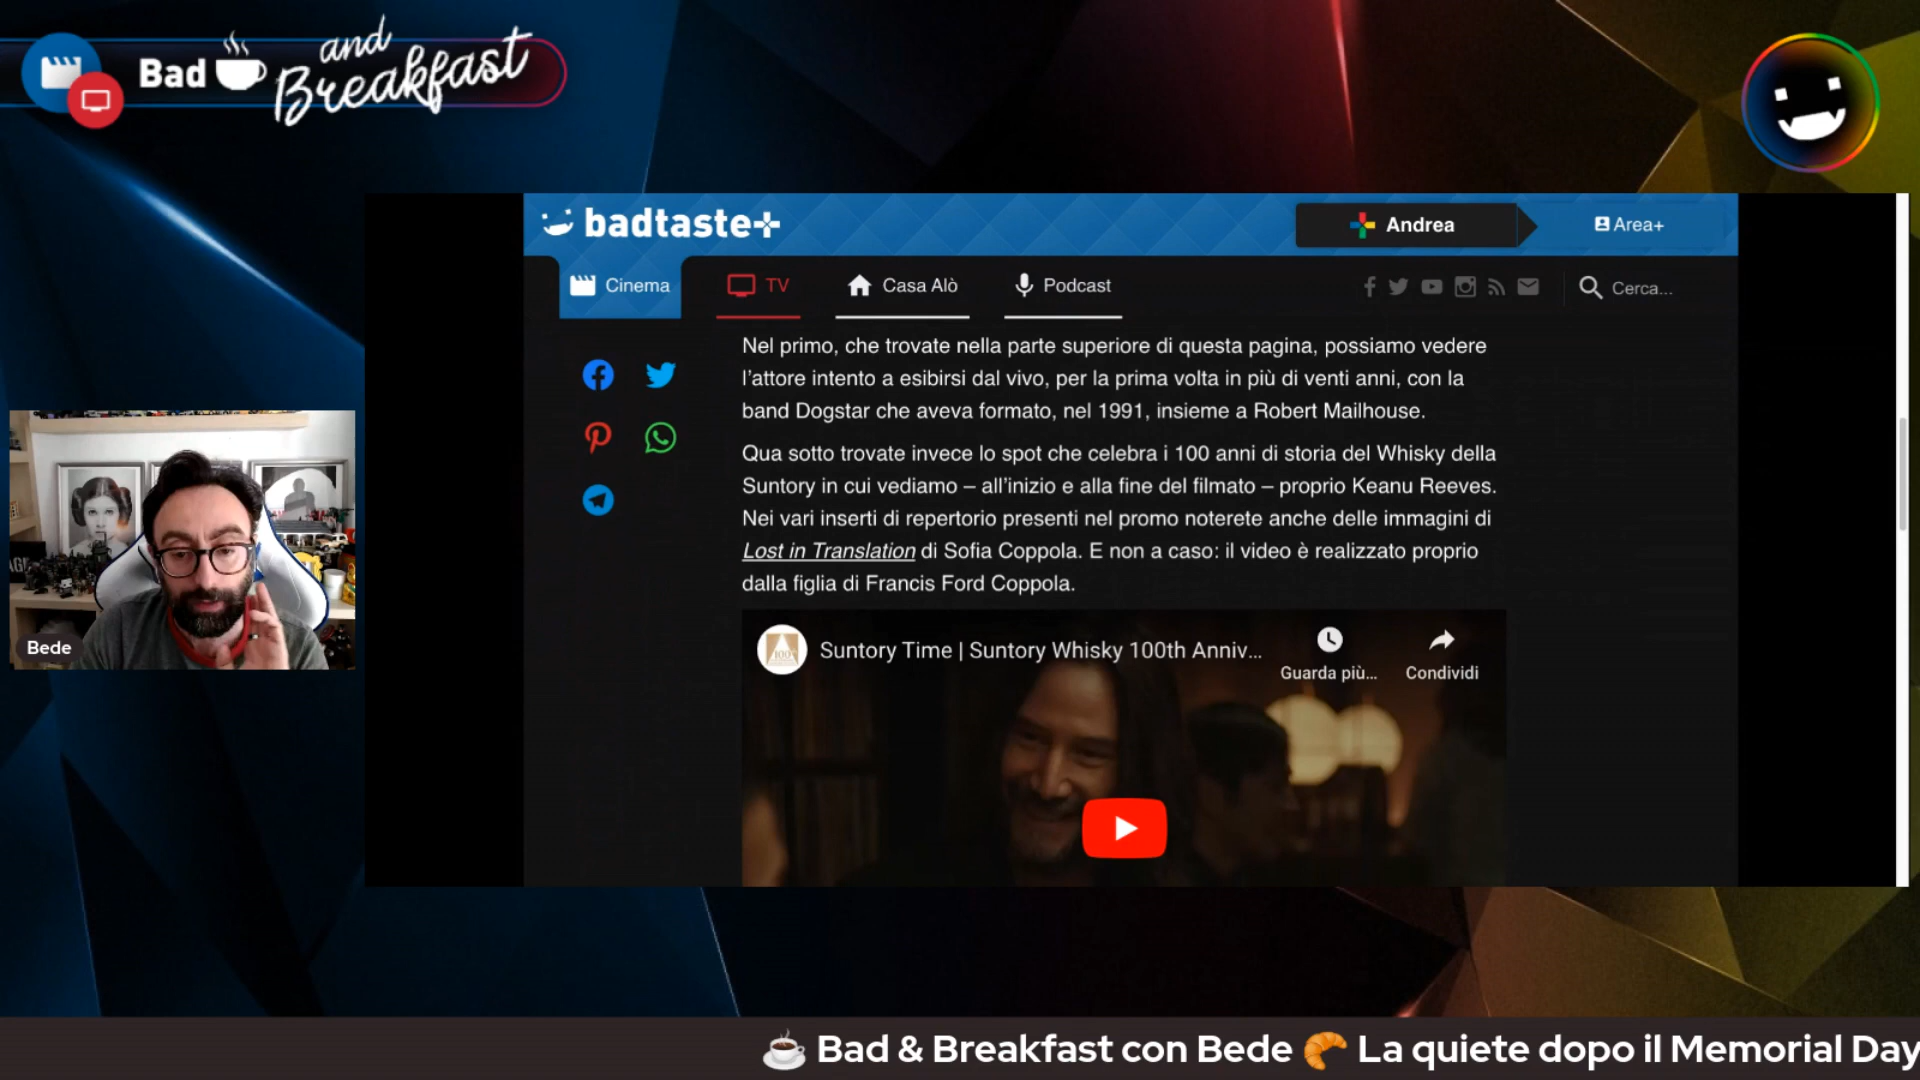 Bad and Breakfast
badtaste+
Andrea
Area+
Cinema
TV
Casa Alò
Podcast
Cerca...
Nel primo, che trovate nella parte superiore di questa pagina, possiamo vedere
l'attore intento a esibirsi dal vivo, per la prima volta in più di venti anni, con la
band Dogstar che aveva formato, nel 1991, insieme a Robert Mailhouse.
Qua sotto trovate invece lo spot che celebra i 100 anni di storia del Whisky della
Suntory in cui vediamo – all'inizio e alla fine del filmato – proprio Keanu Reeves.
Nei vari inserti di repertorio presenti nel promo noterete anche delle immagini di
Lost in Translation di Sofia Coppola. E non a caso: il video è realizzato proprio
dalla figlia di Francis Ford Coppola.
100
Suntory Time | Suntory Whisky 100th Anniv...
Guarda più...
Condividi
Bede
☕ Bad & Breakfast con Bede 🥐 La quiete dopo il Memorial Day